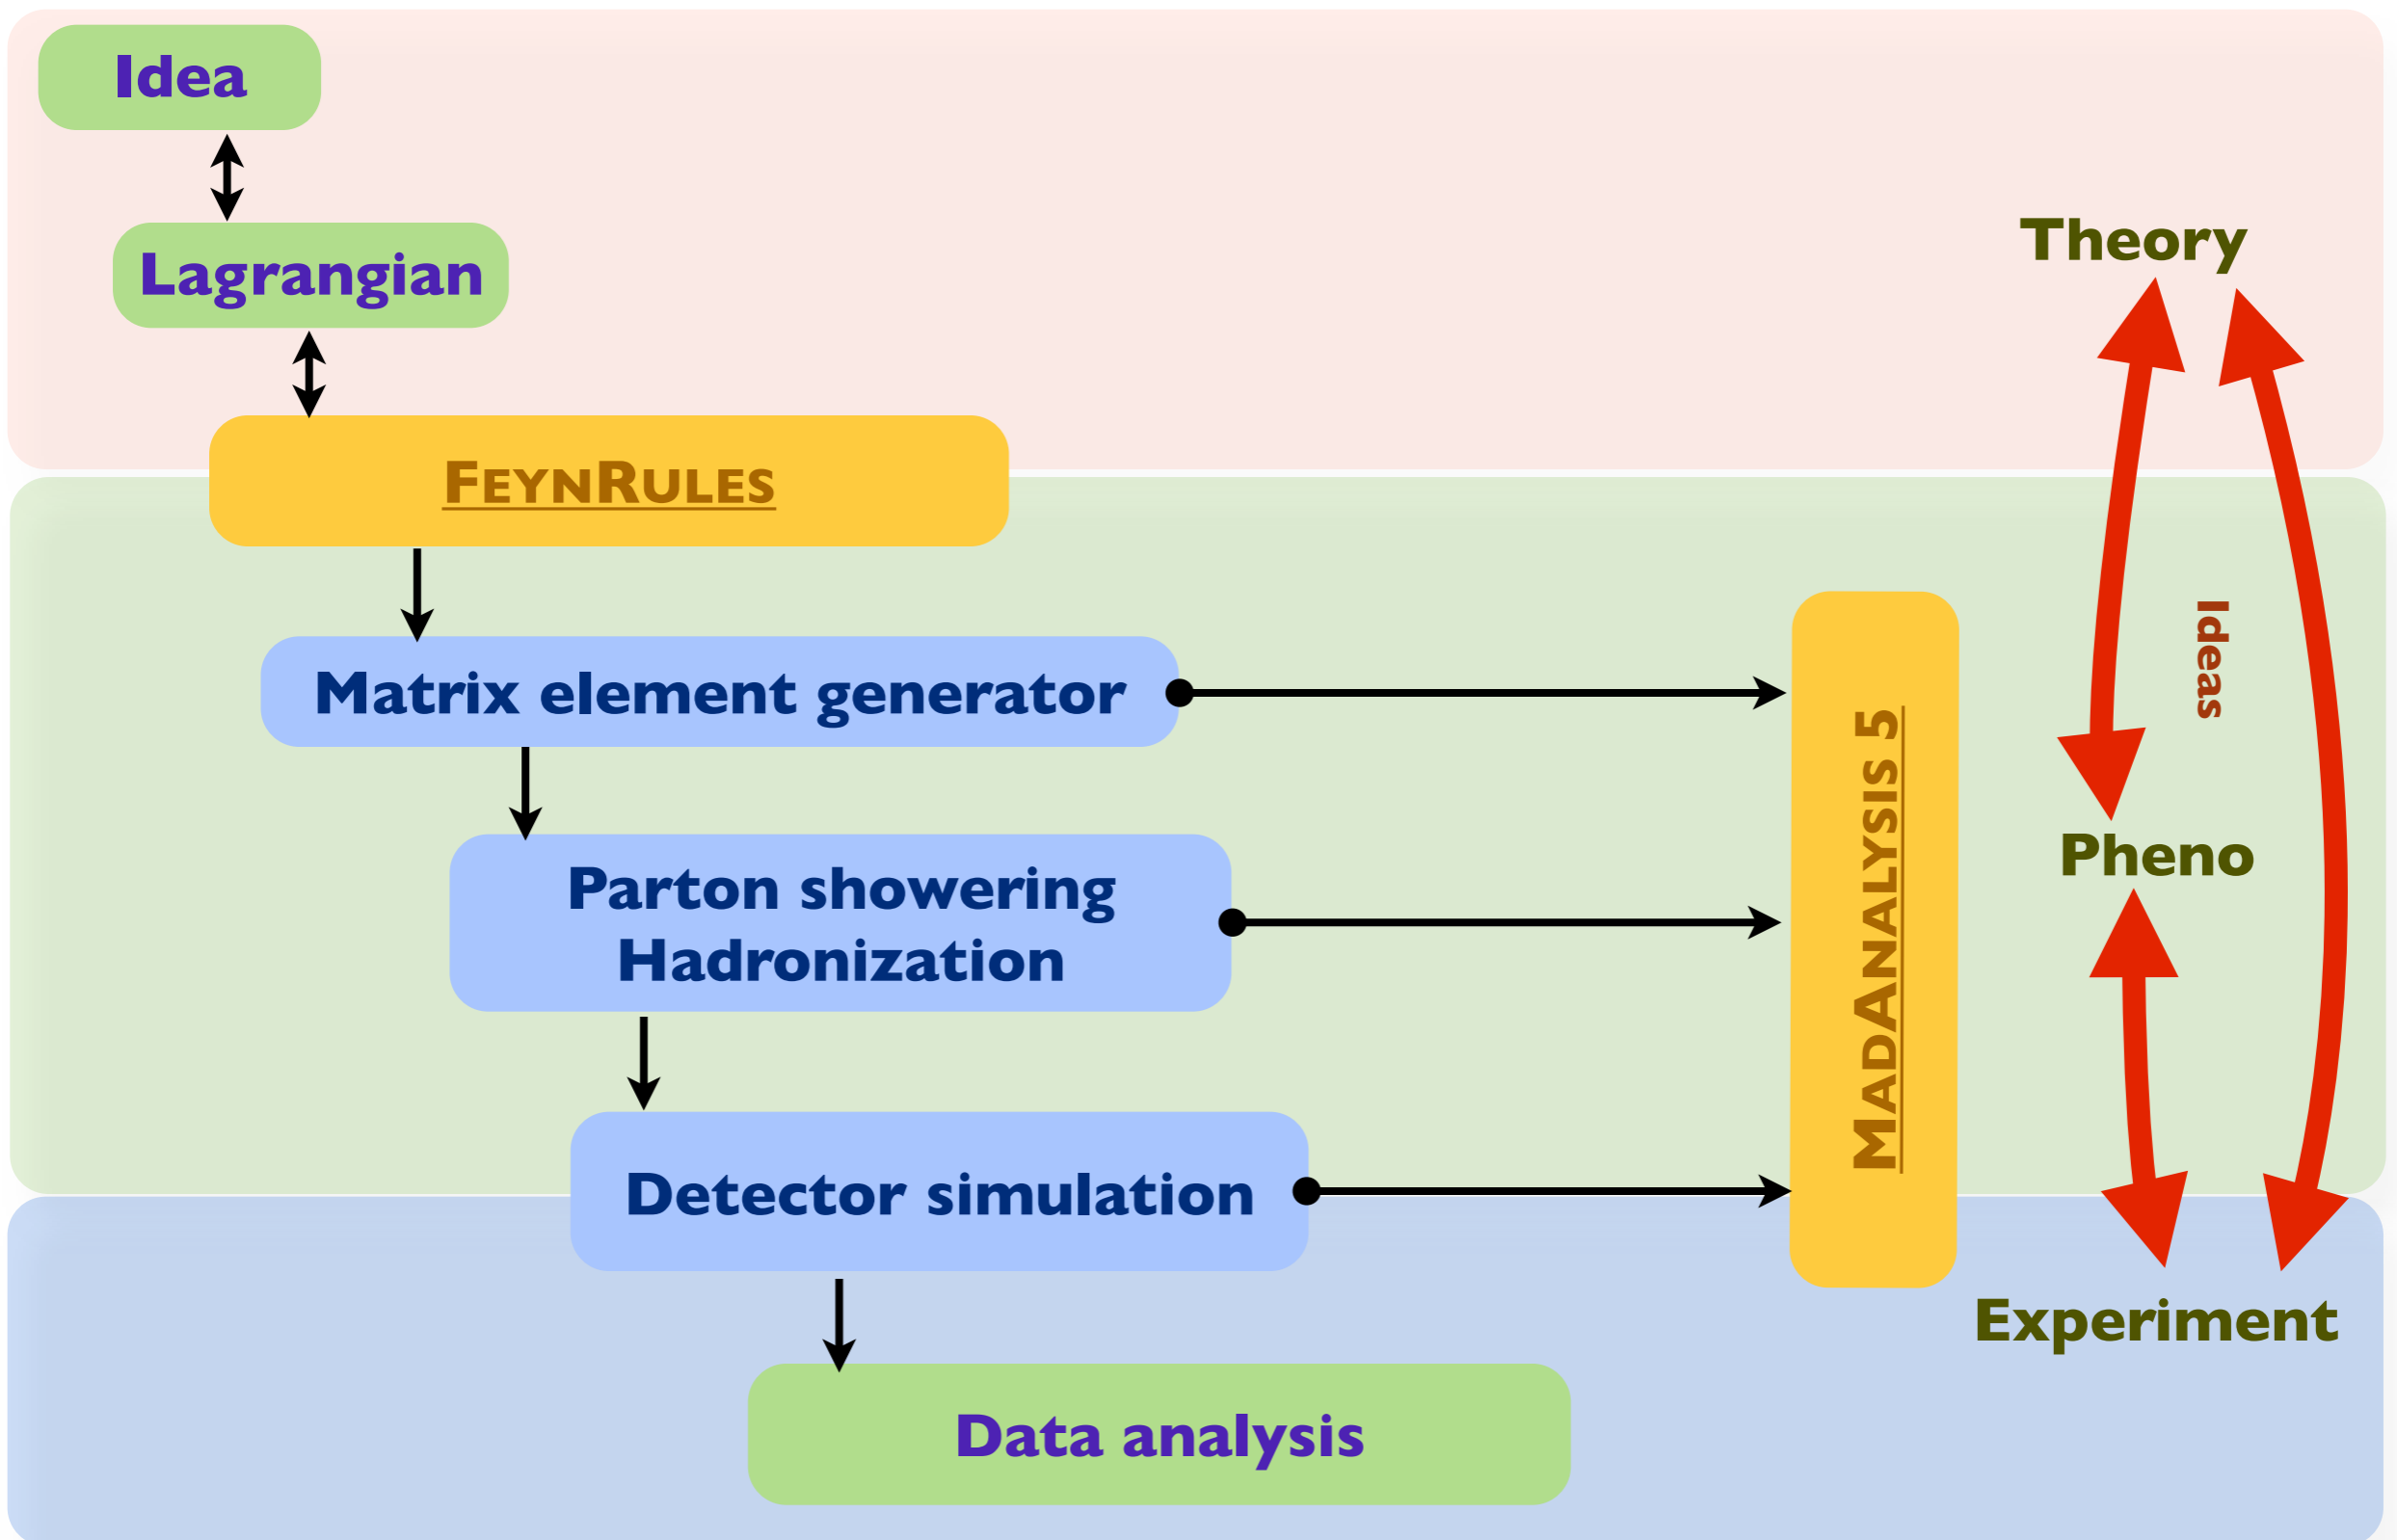 Idea
Lagrangian
Theory
FeynRules
Ideas
Matrix element generator
MadAnalysis 5
Parton showering
Hadronization
Pheno
Detector simulation
Experiment
Data analysis